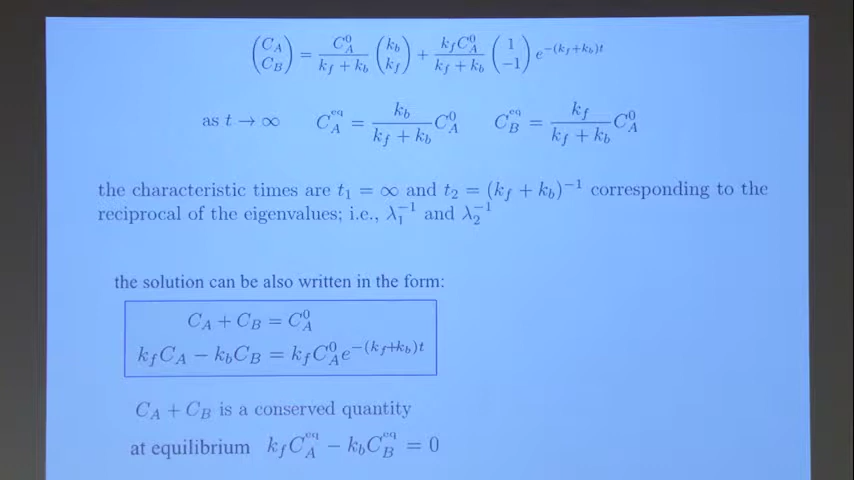 (C_A C_B) = C_A^0 / (k_f + k_b) (k_b k_f) + k_f C_A^0 / (k_f + k_b) (1 −1) e^{−(k_f+k_b)t}
as t → ∞ C_A^eq = k_b / (k_f + k_b) C_A^0 C_B^eq = k_f / (k_f + k_b) C_A^0
the characteristic times are t_1 = ∞ and t_2 = (k_f + k_b)^{−1} corresponding to the
reciprocal of the eigenvalues; i.e., λ_1^{−1} and λ_2^{−1}
the solution can be also written in the form:
C_A + C_B = C_A^0
k_f C_A − k_b C_B = k_f C_A^0 e^{−(k_f+k_b)t}
C_A + C_B is a conserved quantity
at equilibrium k_f C_A^eq − k_b C_B^eq = 0